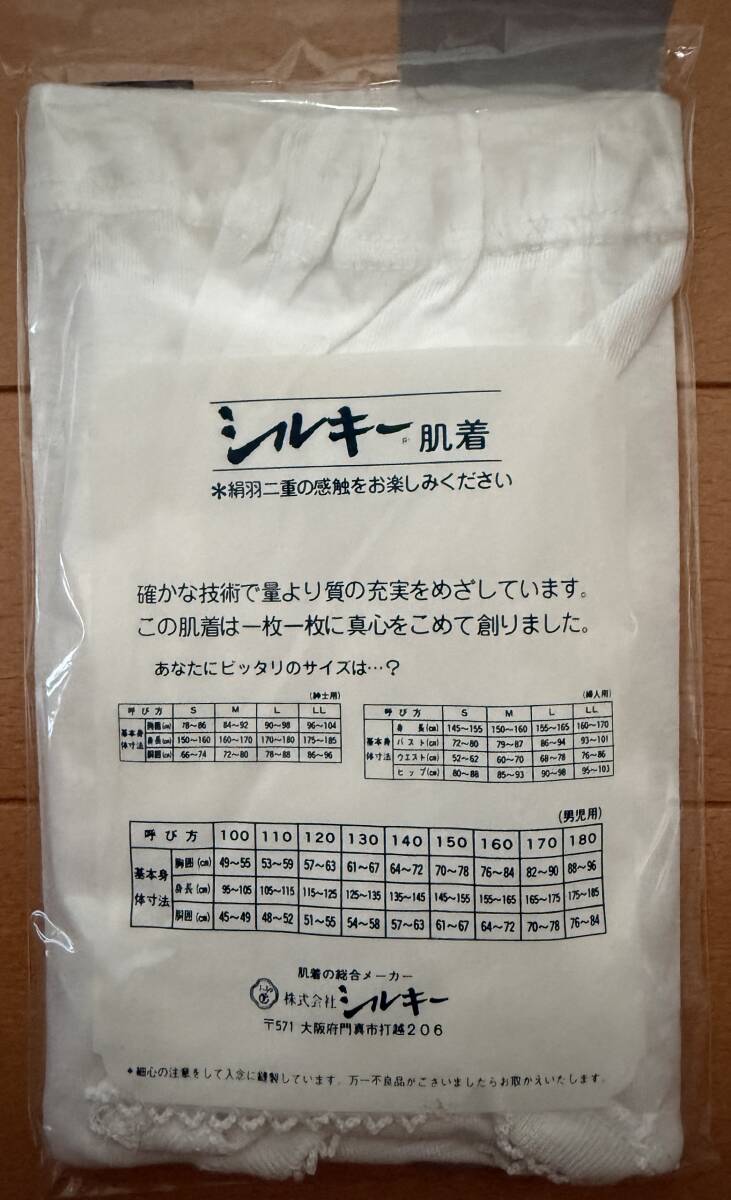 シルキー肌着
＊絹羽二重の感触をお楽しみください
確かな技術で量より質の充実をめざしています。
この肌着は一枚一枚に真心をこめて創りました。
あなたにピッタリのサイズは…？
(紳士用)
呼び方 S M L LL
基本身体寸法 胸囲(cm) 78～86 84～92 90～98 96～104
身長(cm) 150～160 160～170 170～180 175～185
胴囲(cm) 66～74 72～80 78～88 86～96
(婦人用)
呼び方 S M L LL
基本身体寸法 身長(cm) 145～155 150～160 155～165 160～170
バスト(cm) 72～80 79～87 86～94 93～101
ウエスト(cm) 52～62 60～70 68～78 76～86
ヒップ(cm) 80～88 85～93 90～98 95～103
(男児用)
呼び方 100 110 120 130 140 150 160 170 180
基本身体寸法 胸囲(cm) 49～55 53～59 57～63 61～67 64～72 70～78 76～84 82～90 88～96
身長(cm) 95～105 105～115 115～125 125～135 135～145 145～155 155～165 165～175 175～185
胴囲(cm) 45～49 48～52 51～55 54～58 57～63 61～67 64～72 70～78 76～84
肌着の総合メーカー
株式会社シルキー
〒571 大阪府門真市打越206
＊細心の注意をして入念に縫製しています。万一不良品がございましたらお取かえいたします。